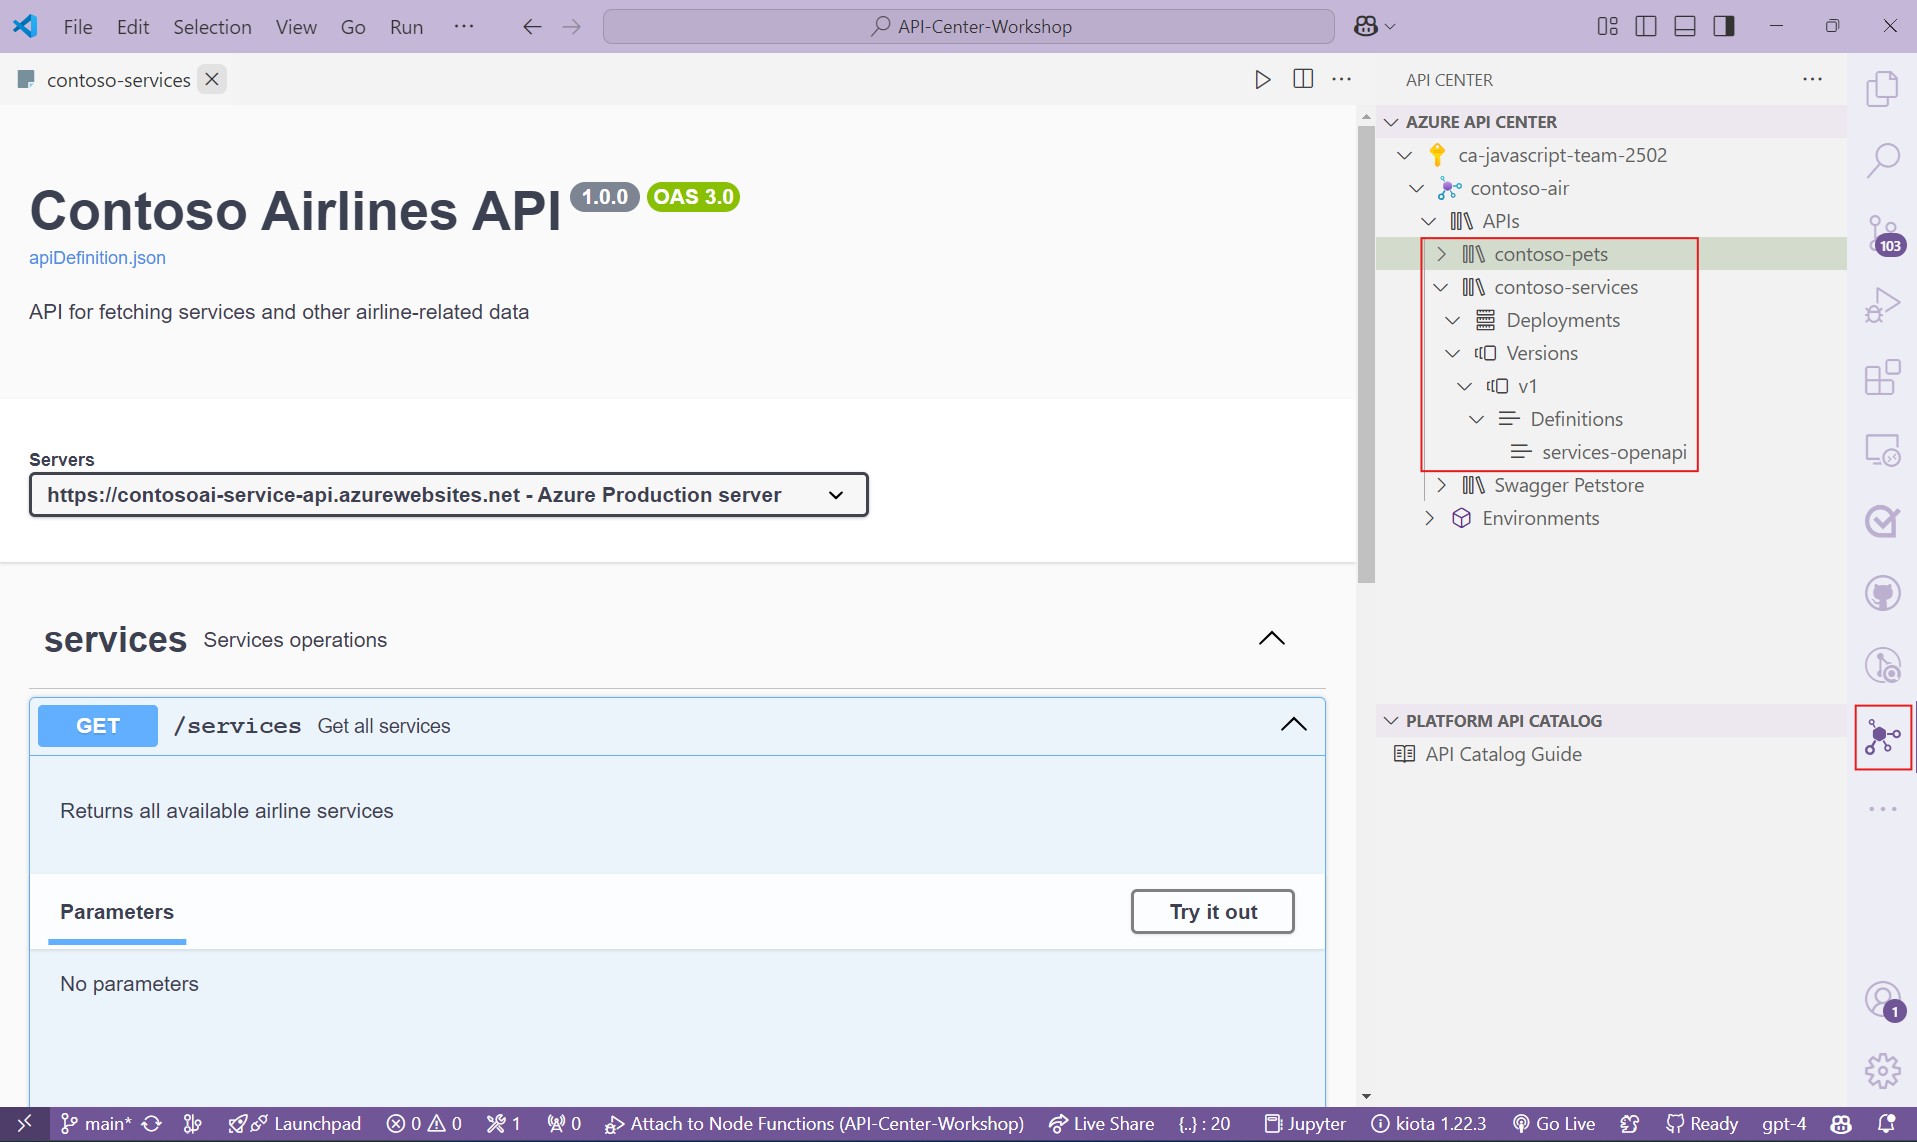 File Edit Selection View Go Run ··· API-Center-Workshop
contoso-services
Contoso Airlines API 1.0.0 OAS 3.0
apiDefinition.json
API for fetching services and other airline-related data
Servers
https://contosoai-service-api.azurewebsites.net - Azure Production server
services Services operations
GET /services Get all services
Returns all available airline services
Parameters
Try it out
No parameters
API CENTER
AZURE API CENTER
ca-javascript-team-2502
contoso-air
APIs
contoso-pets
contoso-services
Deployments
Versions
v1
Definitions
services-openapi
Swagger Petstore
Environments
PLATFORM API CATALOG
API Catalog Guide
103
1
main* Launchpad 0 0 1 0 Attach to Node Functions (API-Center-Workshop) Live Share {..} : 20 Jupyter kiota 1.22.3 Go Live Ready gpt-4